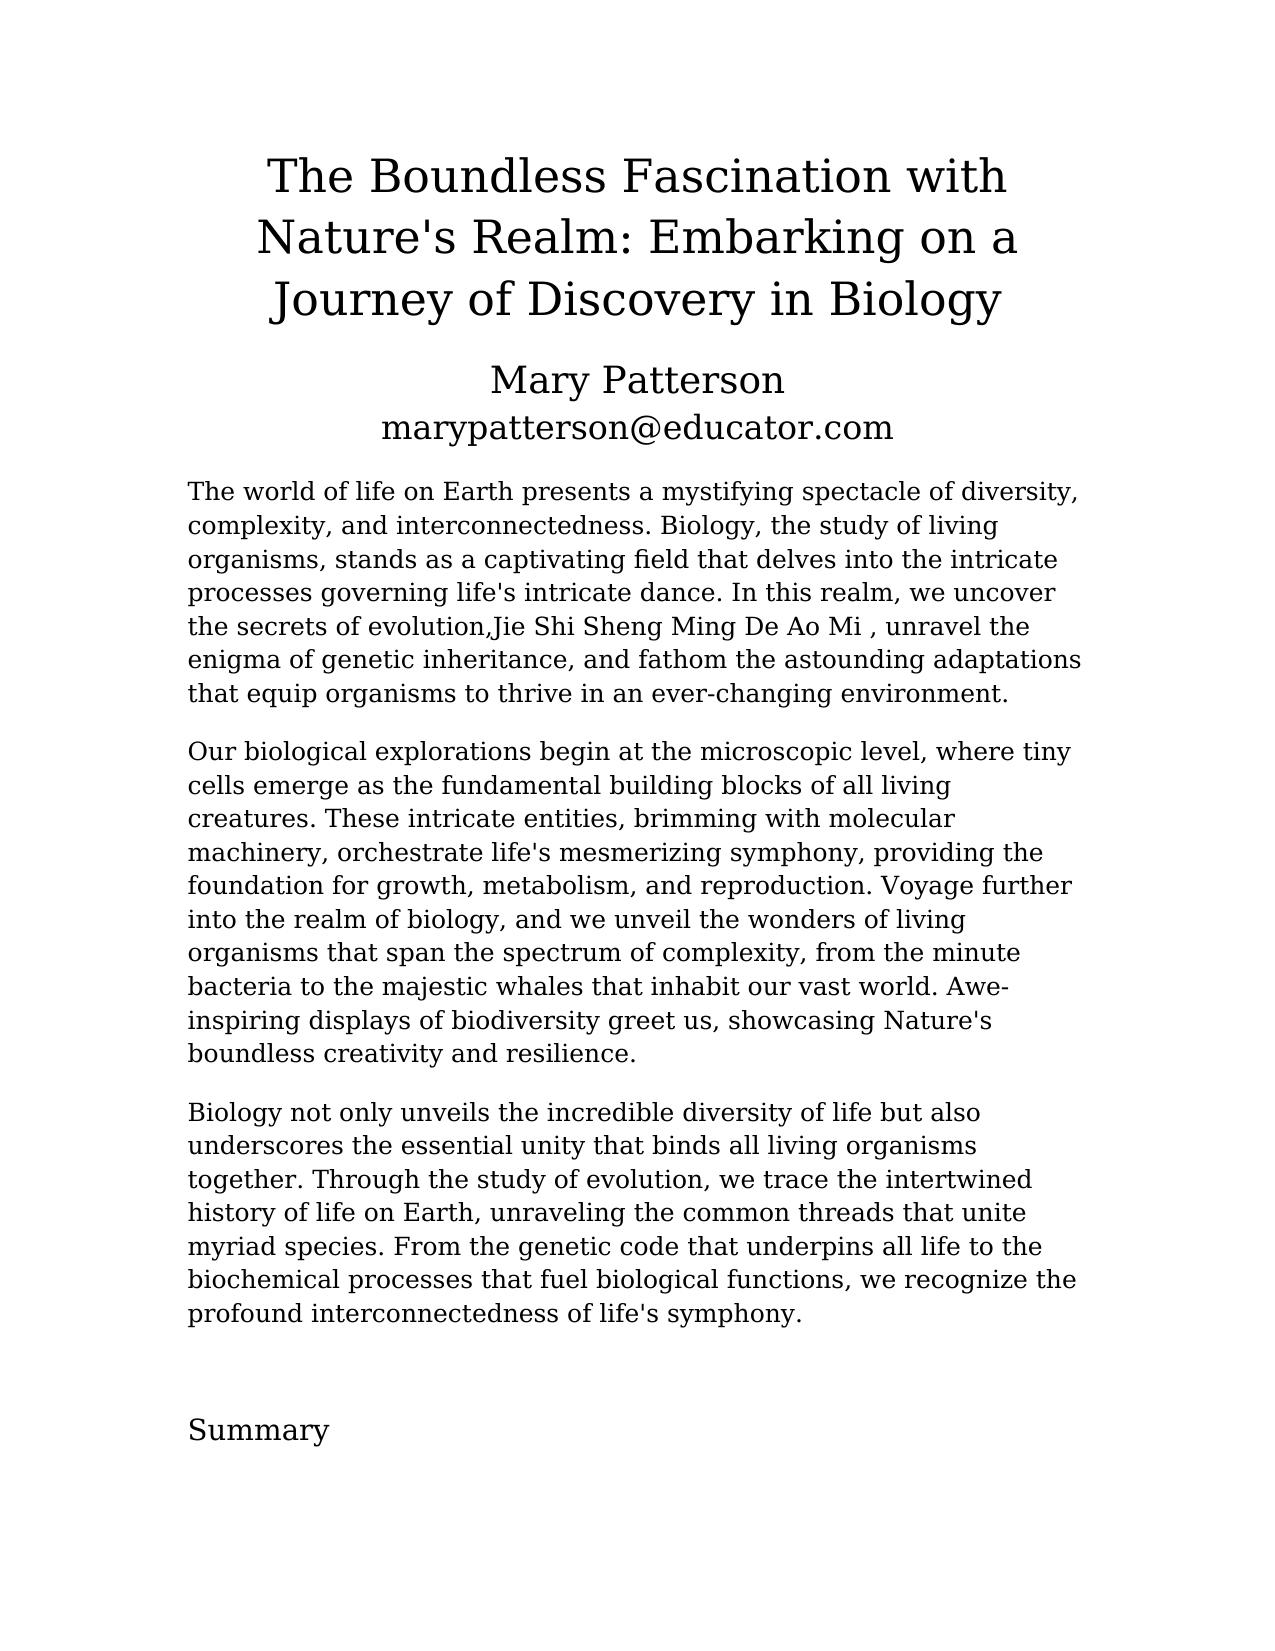 The Boundless Fascination with
Nature's Realm: Embarking on a
Journey of Discovery in Biology
Mary Patterson
marypatterson@educator.com
The world of life on Earth presents a mystifying spectacle of diversity,
complexity, and interconnectedness. Biology, the study of living
organisms, stands as a captivating field that delves into the intricate
processes governing life's intricate dance. In this realm, we uncover
the secrets of evolution,Jie Shi Sheng Ming De Ao Mi , unravel the
enigma of genetic inheritance, and fathom the astounding adaptations
that equip organisms to thrive in an ever-changing environment.
Our biological explorations begin at the microscopic level, where tiny
cells emerge as the fundamental building blocks of all living
creatures. These intricate entities, brimming with molecular
machinery, orchestrate life's mesmerizing symphony, providing the
foundation for growth, metabolism, and reproduction. Voyage further
into the realm of biology, and we unveil the wonders of living
organisms that span the spectrum of complexity, from the minute
bacteria to the majestic whales that inhabit our vast world. Awe-
inspiring displays of biodiversity greet us, showcasing Nature's
boundless creativity and resilience.
Biology not only unveils the incredible diversity of life but also
underscores the essential unity that binds all living organisms
together. Through the study of evolution, we trace the intertwined
history of life on Earth, unraveling the common threads that unite
myriad species. From the genetic code that underpins all life to the
biochemical processes that fuel biological functions, we recognize the
profound interconnectedness of life's symphony.
Summary